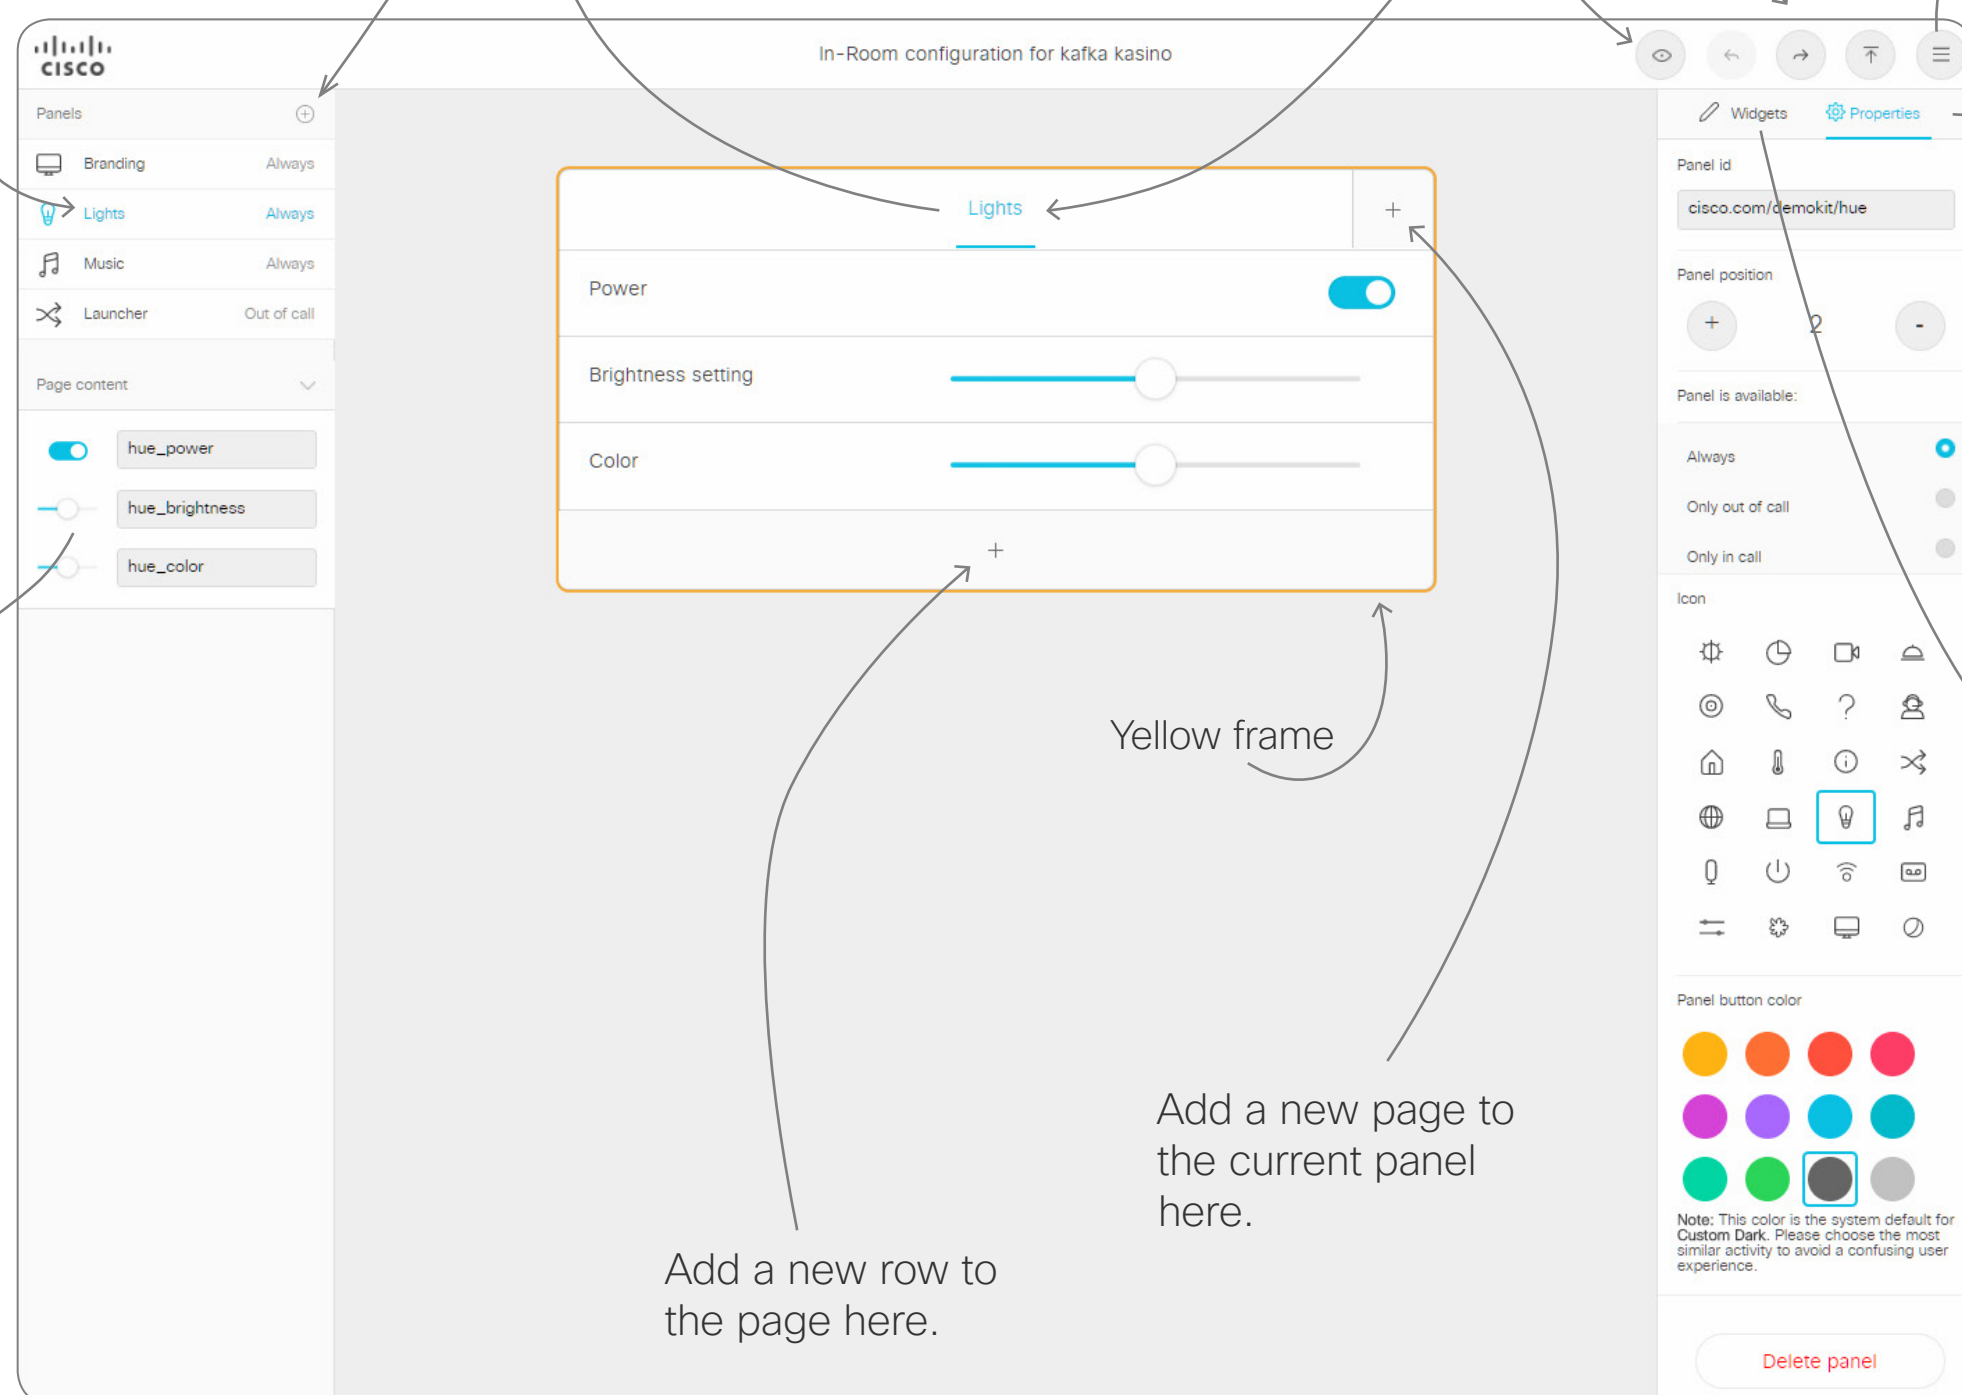 CISCO
In-Room configuration for kafka kasino
Panels
Branding Always
Lights Always
Music Always
Launcher Out of call
Page content
hue_power
hue_brightness
hue_color
Lights
+
Power
Brightness setting
Color
+
Yellow frame
Add a new page to
the current panel
here.
Add a new row to
the page here.
Widgets Properties
Panel id
cisco.com/demokit/hue
Panel position
+ 2 -
Panel is available:
Always
Only out of call
Only in call
Icon
Panel button color
Note: This color is the system default for
Custom Dark. Please choose the most
similar activity to avoid a confusing user
experience.
Delete panel